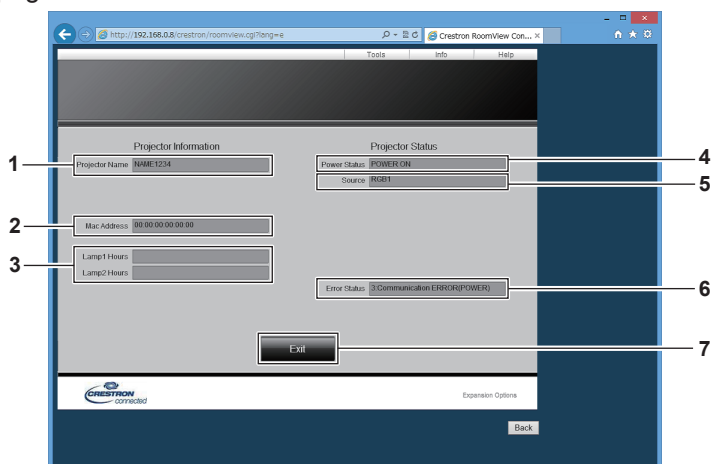 http://192.168.0.8/crestron/roomview.cgi?lang=e
Crestron RoomView Con... ×
Tools Info Help
Projector Information
Projector Status
1 Projector Name NAME1234
Power Status POWER ON 4
Source RGB1 5
2 Mac Address 00:00:00:00:00:00
3 Lamp1 Hours
Lamp2 Hours
Error Status 3:Communication ERROR(POWER) 6
Exit 7
CRESTRON
connected
Expansion Options
Back